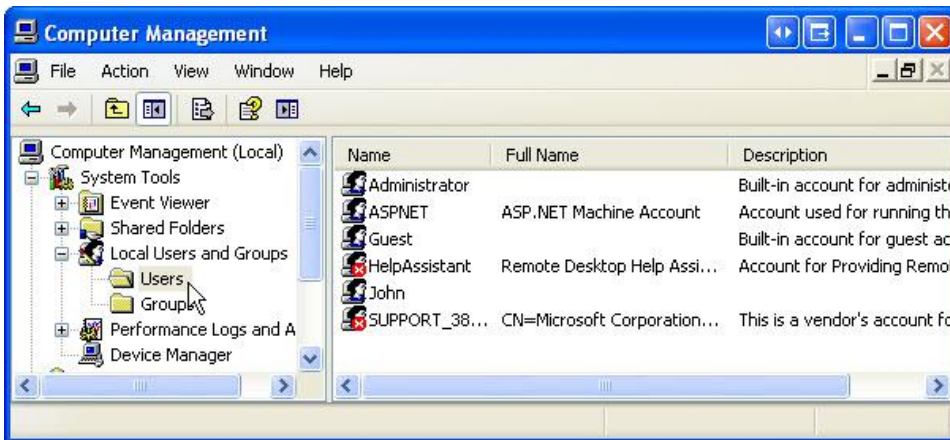 Computer Management
File Action View Window Help
Computer Management (Local)
System Tools
Event Viewer
Shared Folders
Local Users and Groups
Users
Groups
Performance Logs and A
Device Manager
Name Full Name Description
Administrator Built-in account for administ
ASPNET ASP.NET Machine Account Account used for running th
Guest Built-in account for guest ac
HelpAssistant Remote Desktop Help Assi... Account for Providing Remo
John
SUPPORT_38... CN=Microsoft Corporation... This is a vendor's account fo